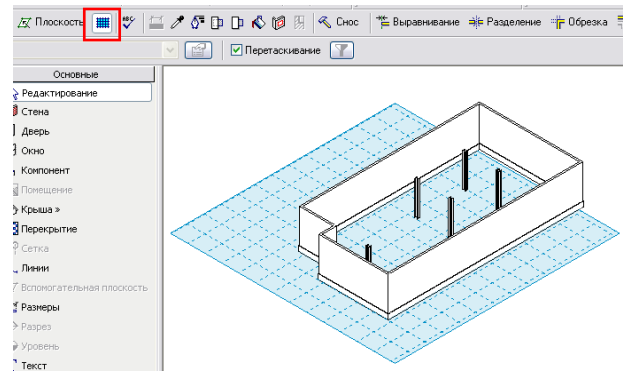 Плоскость ABC Снос Выравнивание Разделение Обрезка
Перетаскивание
Основные
Редактирование
Стена
Дверь
Окно
Компонент
Помещение
Крыша »
Перекрытие
Сетка
Линии
Вспомогательная плоскость
Размеры
Разрез
Уровень
Текст